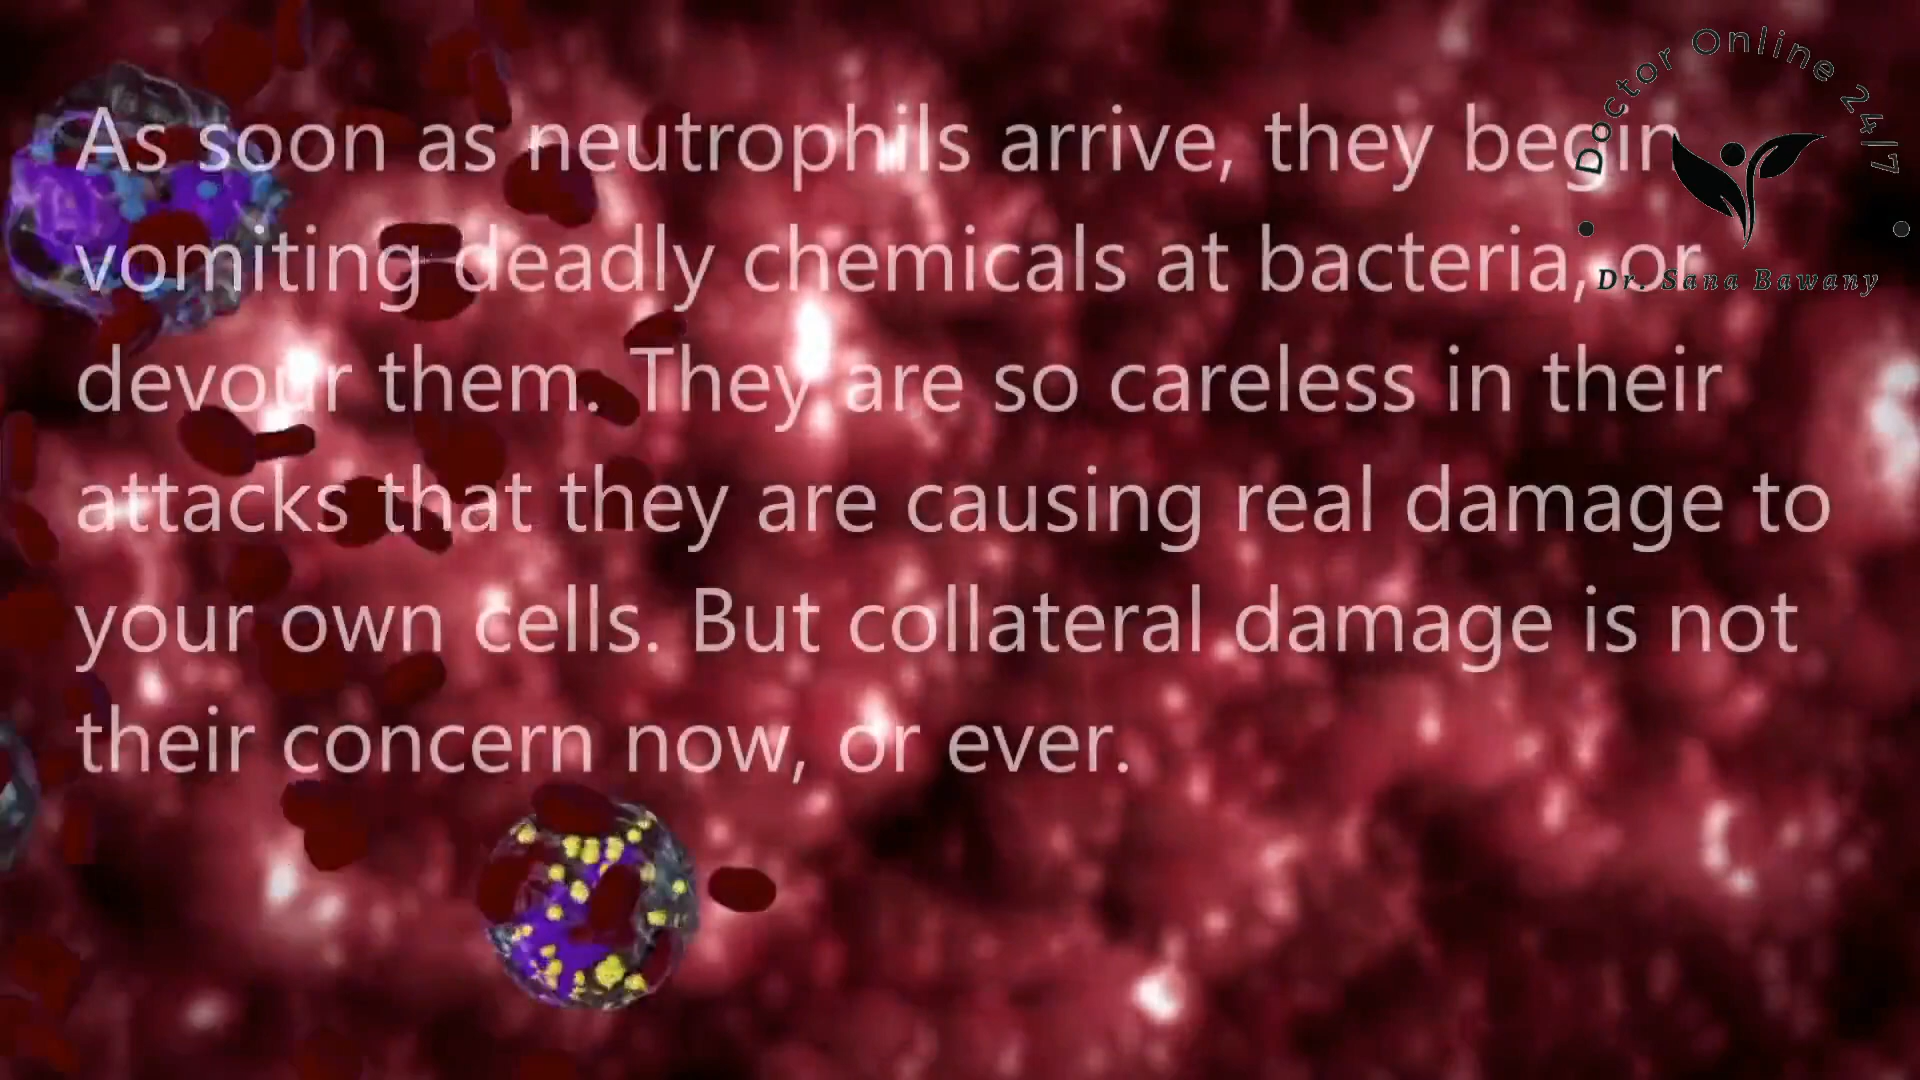 As soon as neutrophils arrive, they begin
vomiting deadly chemicals at bacteria, or
devour them. They are so careless in their
attacks that they are causing real damage to
your own cells. But collateral damage is not
their concern now, or ever.
Doctor Online 24|7
Dr. Sana Bawany